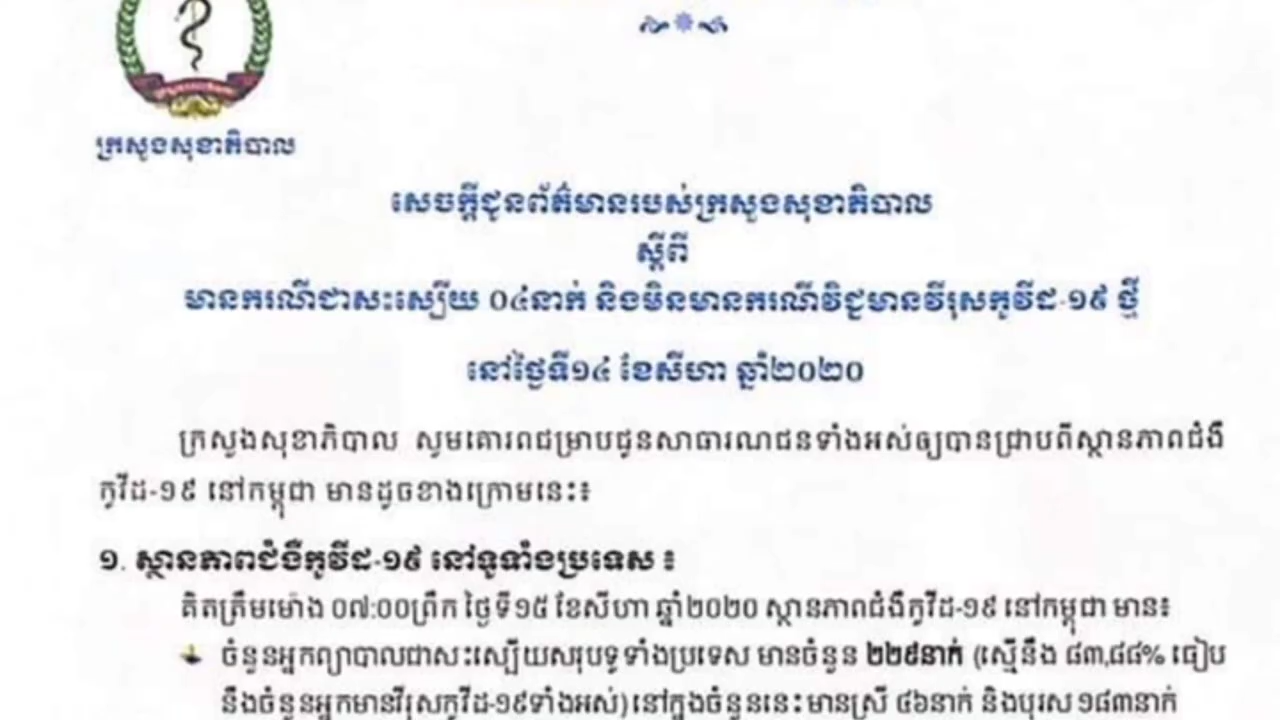 ក្រសួងសុខាភិបាល
សេចក្តីជូនព័ត៌មានរបស់ក្រសួងសុខាភិបាល
ស្តីពី
មានករណីជាសះស្បើយ ០៤នាក់ និងមិនមានករណីវិជ្ជមានវីរុសកូវីដ-១៩ ថ្មី
នៅថ្ងៃទី១៤ ខែសីហា ឆ្នាំ២០២០
ក្រសួងសុខាភិបាល សូមគោរពជម្រាបជូនសាធារណជនទាំងអស់ឲ្យបានជ្រាបពីស្ថានភាពជំងឺ
កូវីដ-១៩ នៅកម្ពុជា មានដូចខាងក្រោមនេះ៖
១. ស្ថានភាពជំងឺកូវីដ-១៩ នៅទូទាំងប្រទេស ៖
គិតត្រឹមម៉ោង ០៧:០០ព្រឹក ថ្ងៃទី១៥ ខែសីហា ឆ្នាំ២០២០ ស្ថានភាពជំងឺកូវីដ-១៩ នៅកម្ពុជា មាន៖
ចំនួនអ្នកព្យាបាលជាសះស្បើយសរុបទូទាំងប្រទេស មានចំនួន ២២៩នាក់ (ស្មើនឹង ៨៣,៨៨% ធៀប
នឹងចំនួនអ្នកមានវីរុសកូវីដ-១៩ទាំងអស់) នៅក្នុងចំនួននេះ មានស្រី ៤៦នាក់ និងបុរស ១៨៣នាក់